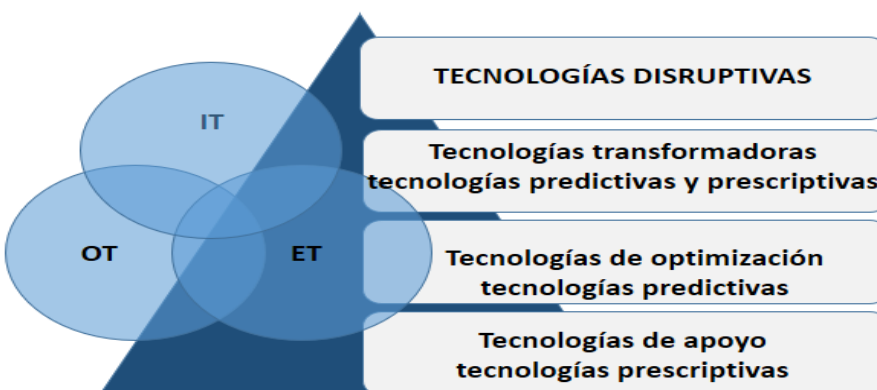 TECNOLOGÍAS DISRUPTIVAS
IT
Tecnologías transformadoras
tecnologías predictivas y prescriptivas
OT
ET
Tecnologías de optimización
tecnologías predictivas
Tecnologías de apoyo
tecnologías prescriptivas